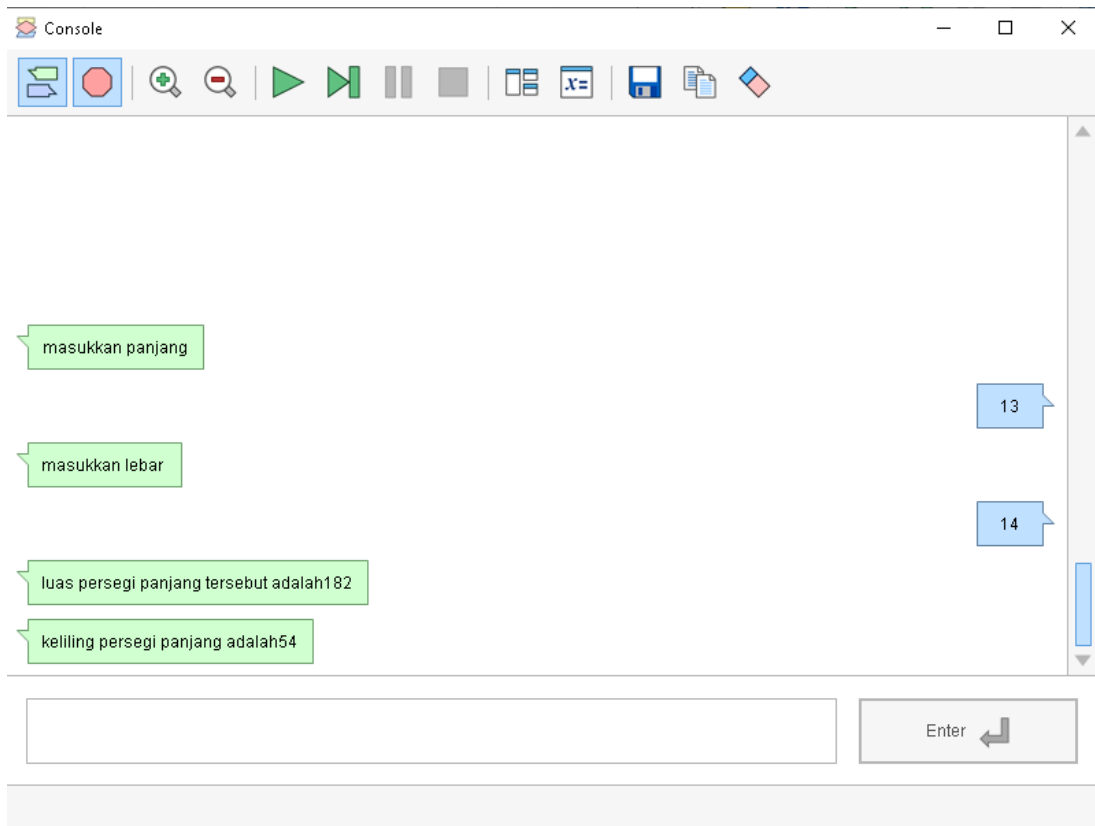 Console
x=
masukkan panjang
13
masukkan lebar
14
luas persegi panjang tersebut adalah182
keliling persegi panjang adalah54
Enter